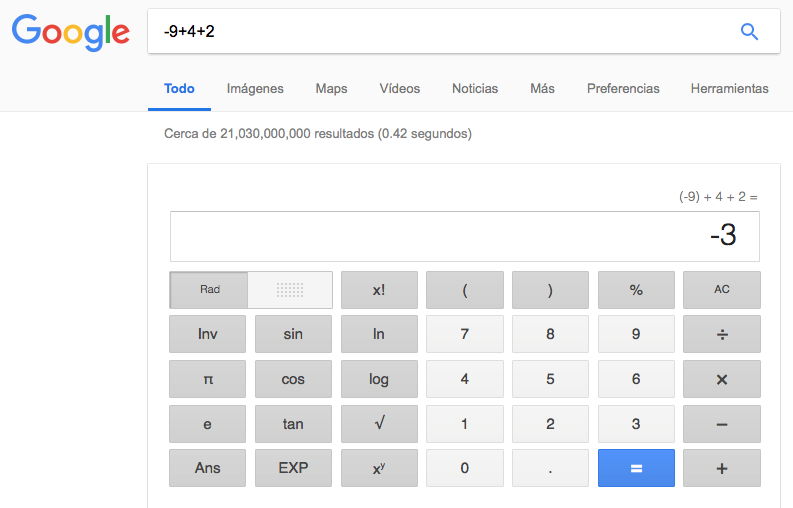 Google
-9+4+2
Todo Imágenes Maps Vídeos Noticias Más Preferencias Herramientas
Cerca de 21,030,000,000 resultados (0.42 segundos)
(-9) + 4 + 2 =
-3
Rad x! ( ) % AC
Inv sin ln 7 8 9 ÷
π cos log 4 5 6 ×
e tan √ 1 2 3 −
Ans EXP xʸ 0 . = +